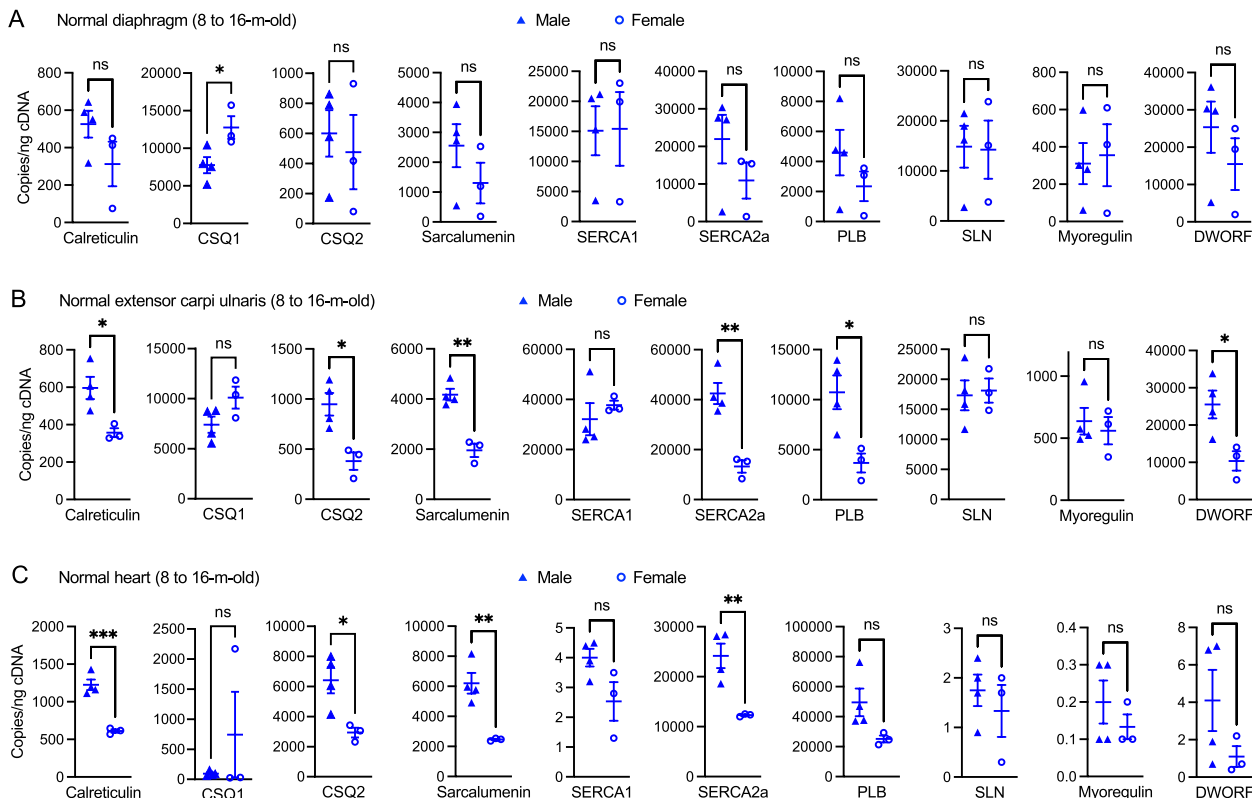 A Normal diaphragm (8 to 16-m-old) Male Female
ns * ns ns ns ns ns ns ns ns
Copies/ng cDNA
800 600 400 200 0
20000 15000 10000 5000 0
1000 800 600 400 200 0
5000 4000 3000 2000 1000 0
25000 20000 15000 10000 5000 0
40000 30000 20000 10000 0
10000 8000 6000 4000 2000 0
30000 20000 10000 0
800 600 400 200 0
40000 30000 20000 10000 0
Calreticulin CSQ1 CSQ2 Sarcalumenin SERCA1 SERCA2a PLB SLN Myoregulin DWORF
B Normal extensor carpi ulnaris (8 to 16-m-old) Male Female
* ns * ** ns ** * ns ns *
Copies/ng cDNA
800 600 400 200 0
15000 10000 5000 0
1500 1000 500 0
6000 4000 2000 0
60000 40000 20000 0
60000 40000 20000 0
15000 10000 5000 0
25000 20000 15000 10000 5000 0
1000 500 0
40000 30000 20000 10000 0
Calreticulin CSQ1 CSQ2 Sarcalumenin SERCA1 SERCA2a PLB SLN Myoregulin DWORF
C Normal heart (8 to 16-m-old) Male Female
*** ns * ** ns ** ns ns ns ns
Copies/ng cDNA
2000 1500 1000 500 0
2500 2000 1500 1000 500 0
10000 8000 6000 4000 2000 0
10000 8000 6000 4000 2000 0
5 4 3 2 1 0
30000 20000 10000 0
100000 80000 60000 40000 20000 0
3 2 1 0
0.4 0.3 0.2 0.1 0.0
8 6 4 2 0
Calreticulin CSQ1 CSQ2 Sarcalumenin SERCA1 SERCA2a PLB SLN Myoregulin DWORF